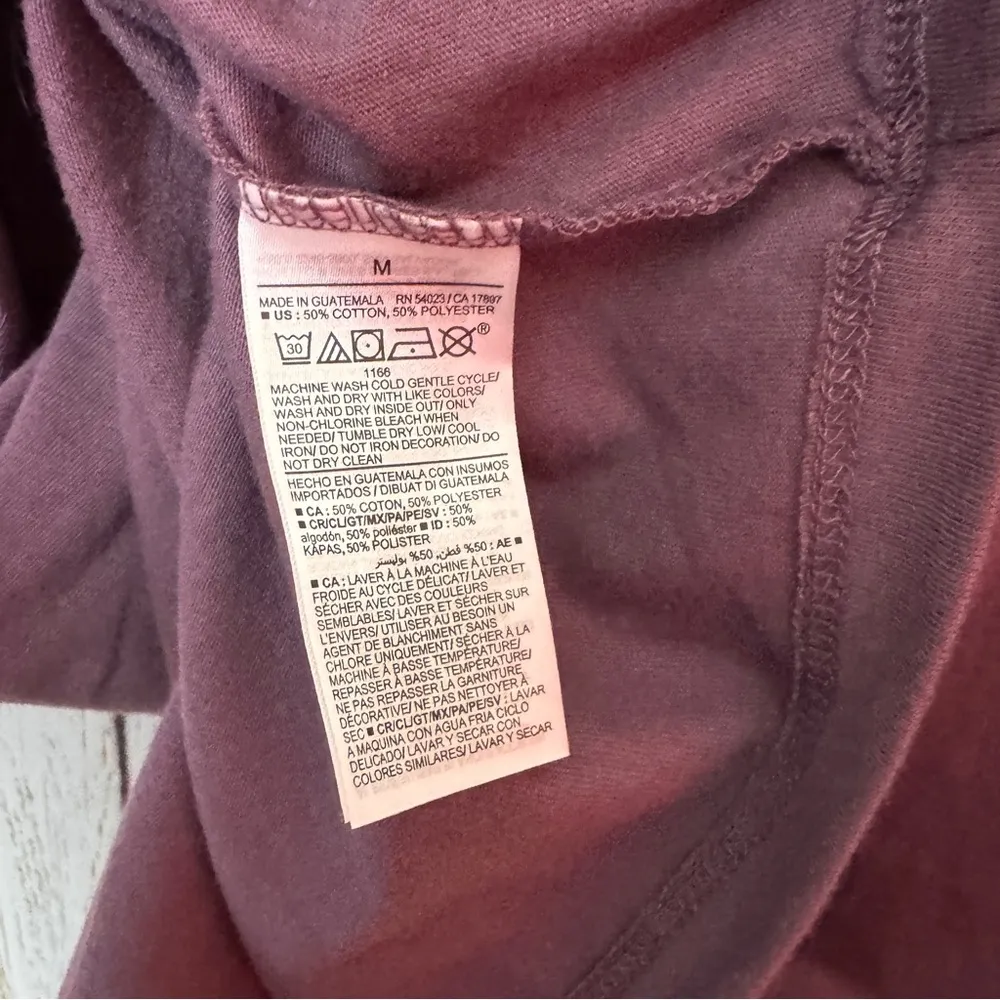 M
MADE IN GUATEMALA RN 54023 / CA 17897
■ US : 50% COTTON, 50% POLYESTER
30 ®
1166
MACHINE WASH COLD GENTLE CYCLE/
WASH AND DRY WITH LIKE COLORS/
WASH AND DRY INSIDE OUT/ ONLY
NON-CHLORINE BLEACH WHEN
NEEDED/ TUMBLE DRY LOW/ COOL
IRON/ DO NOT IRON DECORATION/ DO
NOT DRY CLEAN
HECHO EN GUATEMALA CON INSUMOS
IMPORTADOS / DIBUAT DI GUATEMALA
■ CA : 50% COTON, 50% POLYESTER
■ CR/CL/GT/MX/PA/PE/SV : 50%
algodón, 50% poliéster ■ ID : 50%
KAPAS, 50% POLISTER
■ AE : %50 قطن، %50 بوليستر
■ CA : LAVER À LA MACHINE À L'EAU
FROIDE AU CYCLE DÉLICAT/ LAVER ET
SÉCHER AVEC DES COULEURS
SEMBLABLES/ LAVER ET SÉCHER SUR
L'ENVERS/ UTILISER AU BESOIN UN
AGENT DE BLANCHIMENT SANS
CHLORE UNIQUEMENT/ SÉCHER À LA
MACHINE À BASSE TEMPÉRATURE/
REPASSER À BASSE TEMPÉRATURE/
NE PAS REPASSER LA GARNITURE
DÉCORATIVE/ NE PAS NETTOYER À
SEC ■ CR/CL/GT/MX/PA/PE/SV : LAVAR
A MAQUINA CON AGUA FRIA CICLO
DELICADO/ LAVAR Y SECAR CON
COLORES SIMILARES/ LAVAR Y SECAR